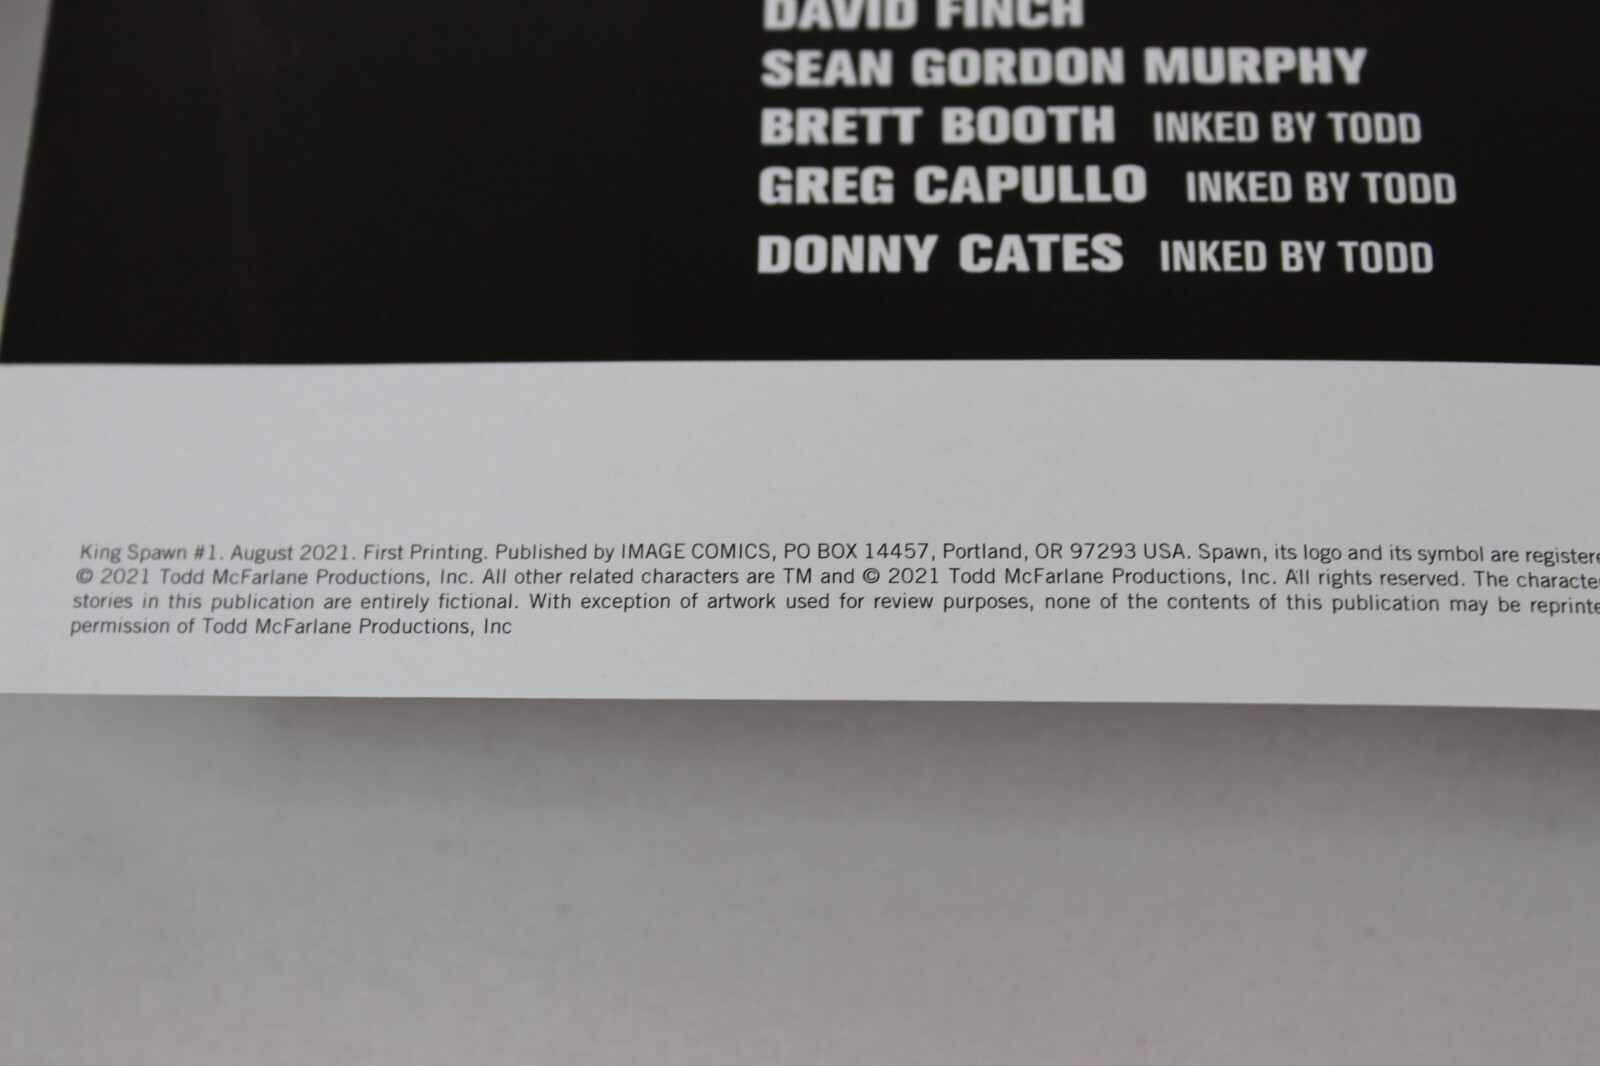 DAVID FINCH
SEAN GORDON MURPHY
BRETT BOOTH INKED BY TODD
GREG CAPULLO INKED BY TODD
DONNY CATES INKED BY TODD
King Spawn #1. August 2021. First Printing. Published by IMAGE COMICS, PO BOX 14457, Portland, OR 97293 USA. Spawn, its logo and its symbol are registere
© 2021 Todd McFarlane Productions, Inc. All other related characters are TM and © 2021 Todd McFarlane Productions, Inc. All rights reserved. The characte
stories in this publication are entirely fictional. With exception of artwork used for review purposes, none of the contents of this publication may be reprinte
permission of Todd McFarlane Productions, Inc